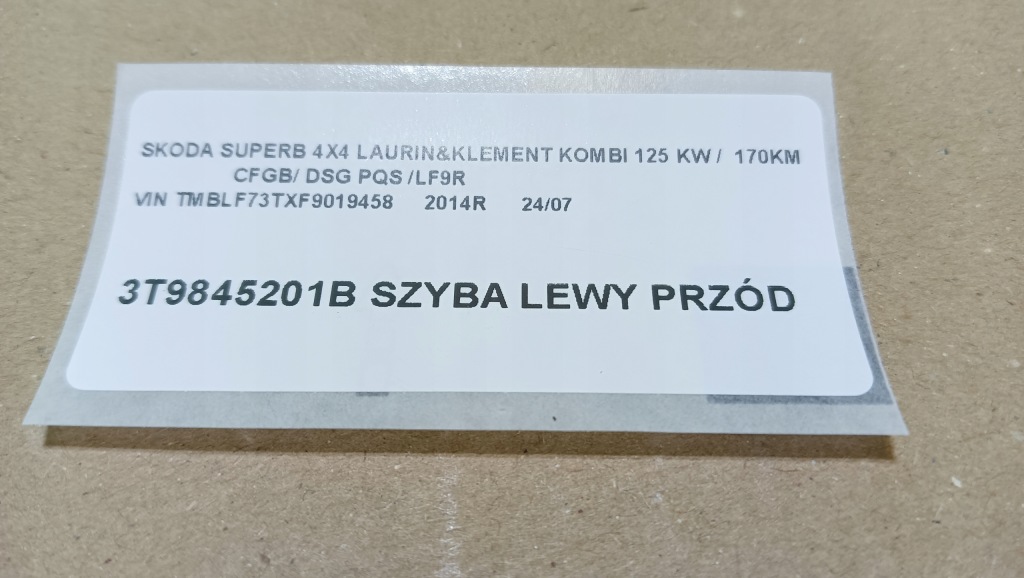 SKODA SUPERB 4X4 LAURIN&KLEMENT KOMBI 125 KW / 170KM
CFGB/ DSG PQS /LF9R
VIN TMBLF73TXF9019458 2014R 24/07
3T9845201B SZYBA LEWY PRZÓD